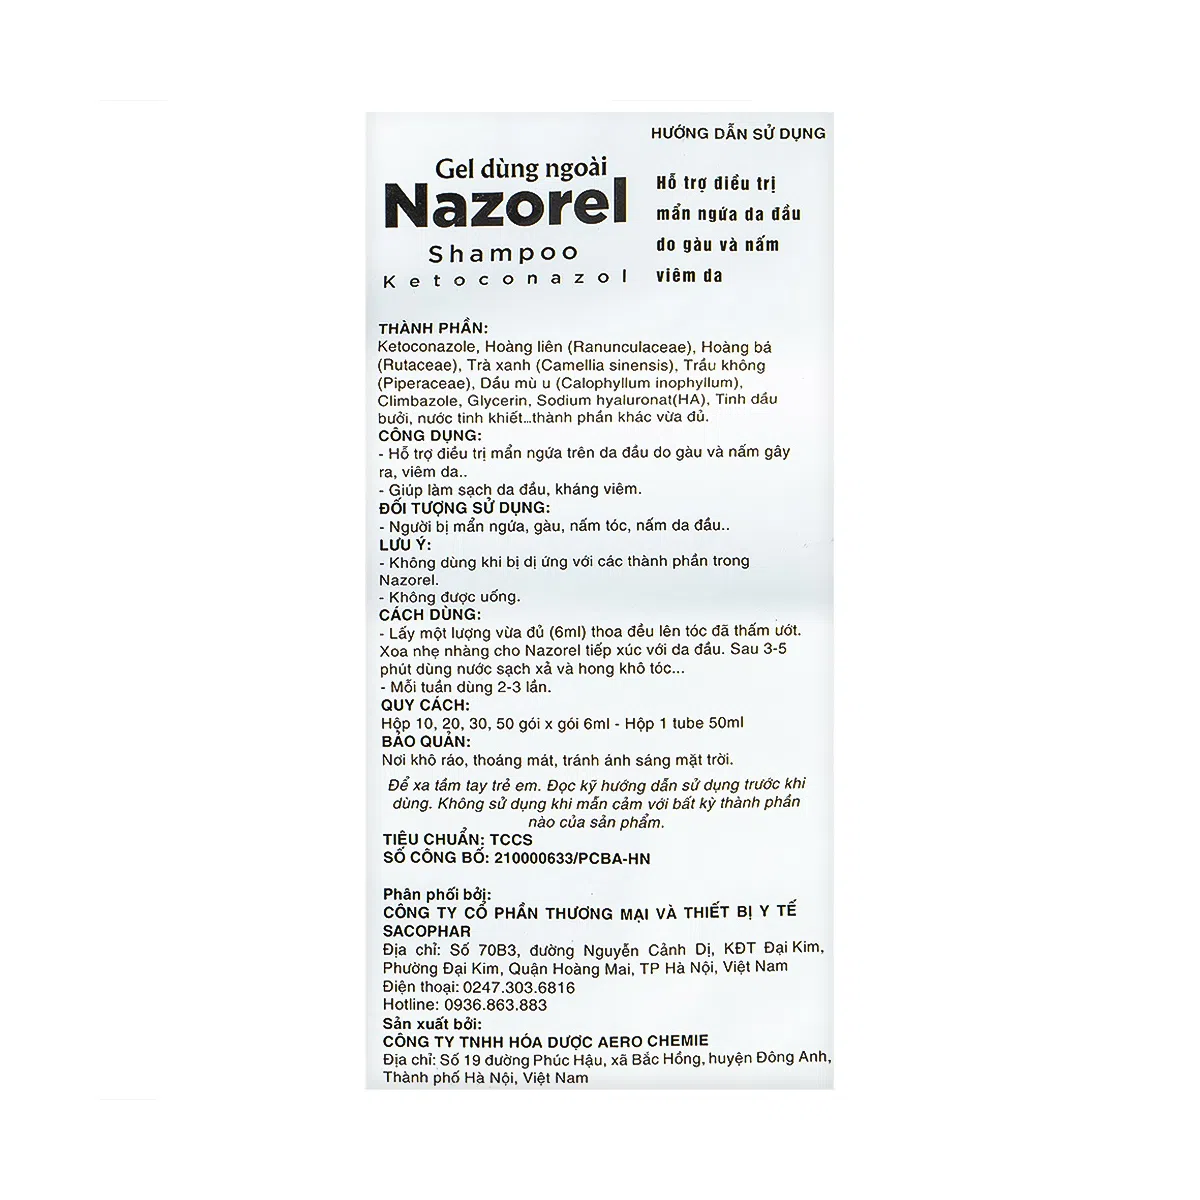 HƯỚNG DẪN SỬ DỤNG
Gel dùng ngoài
Nazorel
Shampoo
Ketoconazol
Hỗ trợ điều trị
mẩn ngứa da đầu
do gàu và nấm
viêm da
THÀNH PHẦN:
Ketoconazole, Hoàng liên (Ranunculaceae), Hoàng bá
(Rutaceae), Trà xanh (Camellia sinensis), Trầu không
(Piperaceae), Dầu mù u (Calophyllum inophyllum),
Climbazole, Glycerin, Sodium hyaluronat(HA), Tinh dầu
bưởi, nước tinh khiết...thành phần khác vừa đủ.
CÔNG DỤNG:
- Hỗ trợ điều trị mẩn ngứa trên da đầu do gàu và nấm gây
ra, viêm da..
- Giúp làm sạch da đầu, kháng viêm.
ĐỐI TƯỢNG SỬ DỤNG:
- Người bị mẩn ngứa, gàu, nấm tóc, nấm da đầu..
LƯU Ý:
- Không dùng khi bị dị ứng với các thành phần trong
Nazorel.
- Không được uống.
CÁCH DÙNG:
- Lấy một lượng vừa đủ (6ml) thoa đều lên tóc đã thấm ướt.
Xoa nhẹ nhàng cho Nazorel tiếp xúc với da đầu. Sau 3-5
phút dùng nước sạch xả và hong khô tóc...
- Mỗi tuần dùng 2-3 lần.
QUY CÁCH:
Hộp 10, 20, 30, 50 gói x gói 6ml - Hộp 1 tube 50ml
BẢO QUẢN:
Nơi khô ráo, thoáng mát, tránh ánh sáng mặt trời.
Để xa tầm tay trẻ em. Đọc kỹ hướng dẫn sử dụng trước khi
dùng. Không sử dụng khi mẫn cảm với bất kỳ thành phần
nào của sản phẩm.
TIÊU CHUẨN: TCCS
SỐ CÔNG BỐ: 210000633/PCBA-HN
Phân phối bởi:
CÔNG TY CỔ PHẦN THƯƠNG MẠI VÀ THIẾT BỊ Y TẾ
SACOPHAR
Địa chỉ: Số 70B3, đường Nguyễn Cảnh Dị, KĐT Đại Kim,
Phường Đại Kim, Quận Hoàng Mai, TP Hà Nội, Việt Nam
Điện thoại: 0247.303.6816
Hotline: 0936.863.883
Sản xuất bởi:
CÔNG TY TNHH HÓA DƯỢC AERO CHEMIE
Địa chỉ: Số 19 đường Phúc Hậu, xã Bắc Hồng, huyện Đông Anh,
Thành phố Hà Nội, Việt Nam